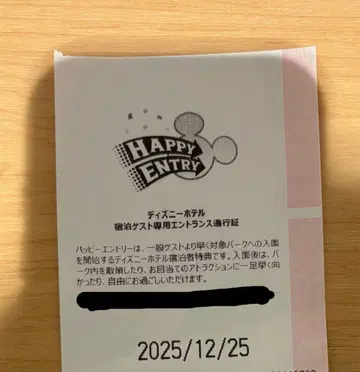 HAPPY
ENTRY
ディズニーホテル
宿泊ゲスト専用エントランス通行証
ハッピーエントリーは、一般ゲストより早く対象パークへの入園
を開始するディズニーホテル宿泊者特典です。入園後は、パ
ーク内を散策したり、お目当てのアトラクションに一足早く向
かったり、自由にお過ごしいただけます。
2025/12/25